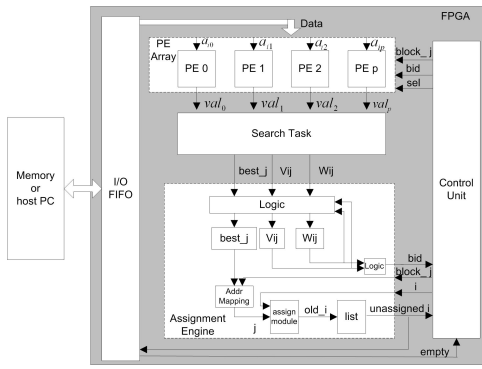 FPGA
Data
PE
Array
a_i0 a_i1 a_i2 a_ip
PE 0 PE 1 PE 2 PE p
block_ j
bid
sel
val_0 val_1 val_2 val_p
Search Task
Memory
or
host PC
I/O
FIFO
Control
Unit
best_j Vij Wij
Logic
best_j Vij Wij
Logic
bid
block_ j
Addr
Mapping
i
assign
module
old_i
list
unassigned i
Assignment
Engine
j
empty